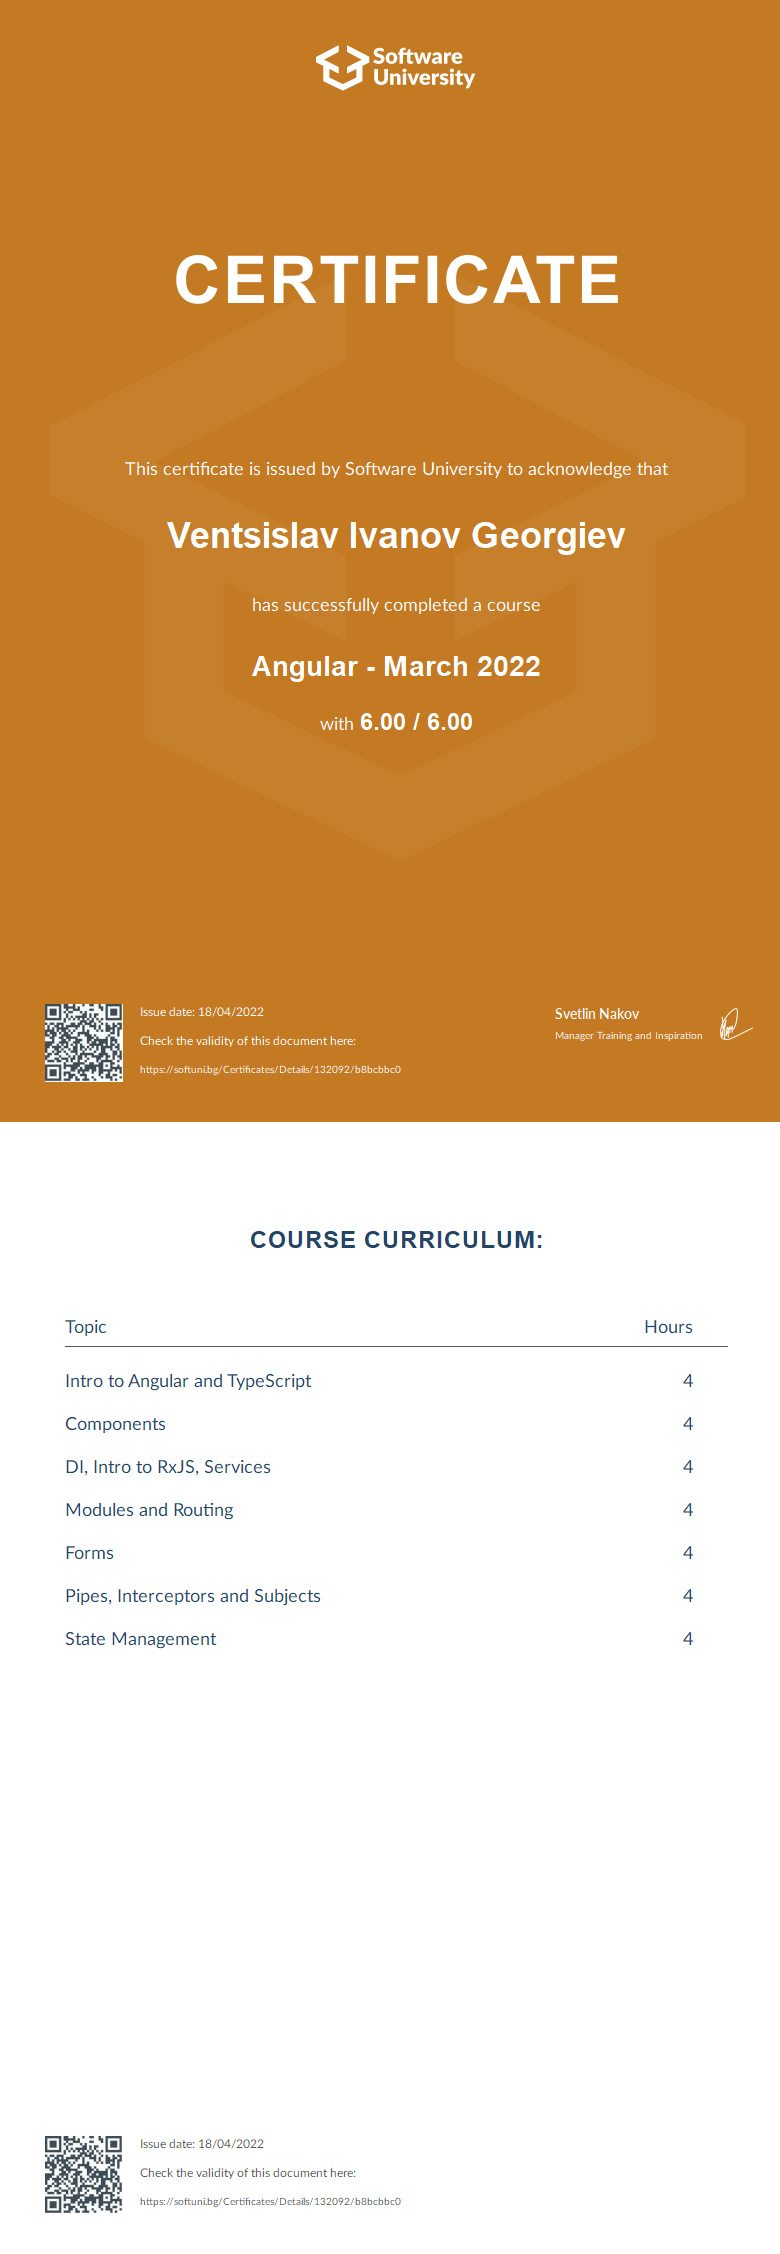 Software
University
CERTIFICATE
This certificate is issued by Software University to acknowledge that
Ventsislav Ivanov Georgiev
has successfully completed a course
Angular - March 2022
with 6.00 / 6.00
Issue date: 18/04/2022
Check the validity of this document here:
https://softuni.bg/Certificates/Details/132092/b8bcbbc0
Svetlin Nakov
Manager Training and Inspiration
COURSE CURRICULUM:
Topic Hours
Intro to Angular and TypeScript 4
Components 4
DI, Intro to RxJS, Services 4
Modules and Routing 4
Forms 4
Pipes, Interceptors and Subjects 4
State Management 4
Issue date: 18/04/2022
Check the validity of this document here:
https://softuni.bg/Certificates/Details/132092/b8bcbbc0